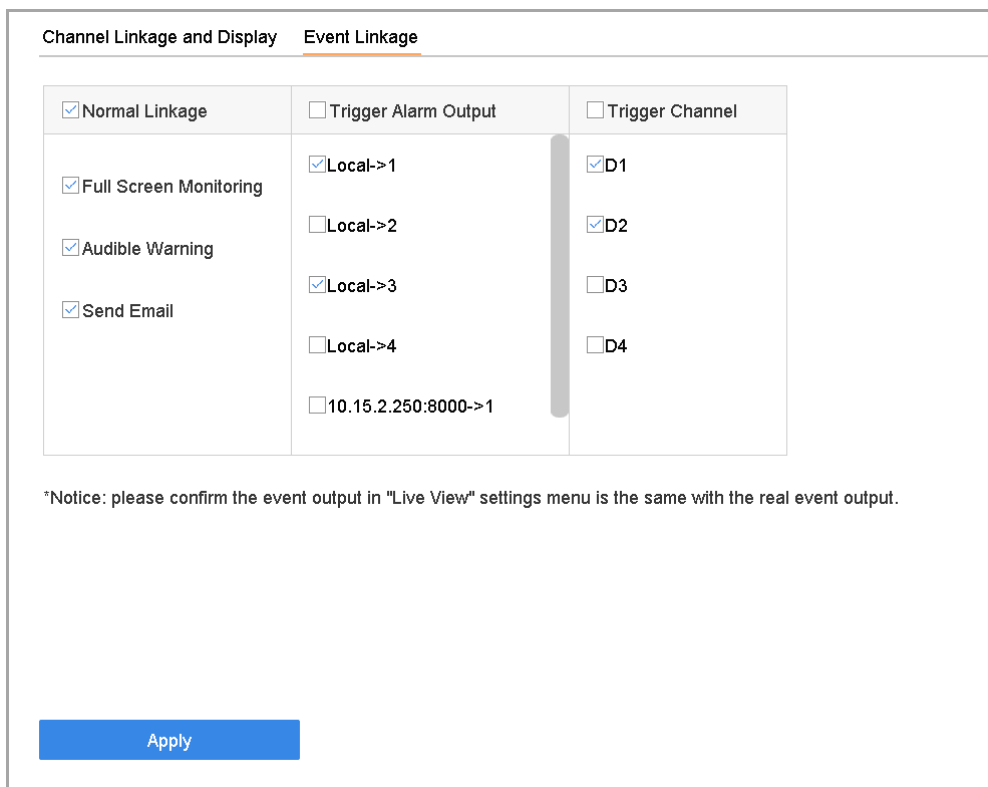 Channel Linkage and Display Event Linkage
Normal Linkage Trigger Alarm Output Trigger Channel
Local->1 D1
Full Screen Monitoring
Local->2 D2
Audible Warning
Local->3 D3
Send Email
Local->4 D4
10.15.2.250:8000->1
*Notice: please confirm the event output in "Live View" settings menu is the same with the real event output.
Apply